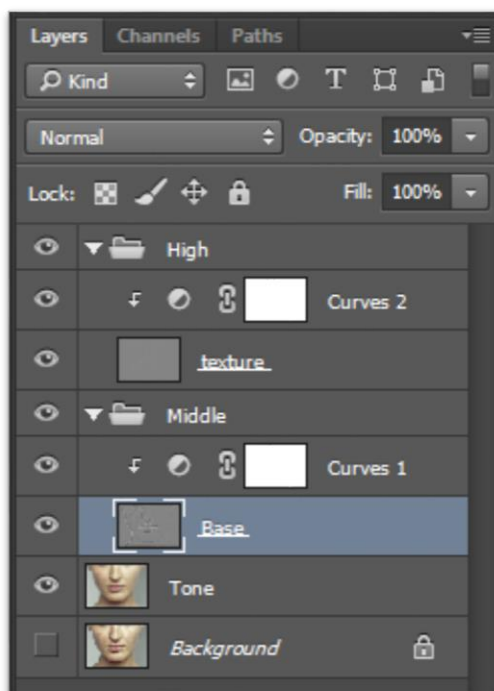 Layers Channels Paths
Kind T
Normal Opacity: 100%
Lock: Fill: 100%
High
Curves 2
texture
Middle
Curves 1
Base
Tone
Background